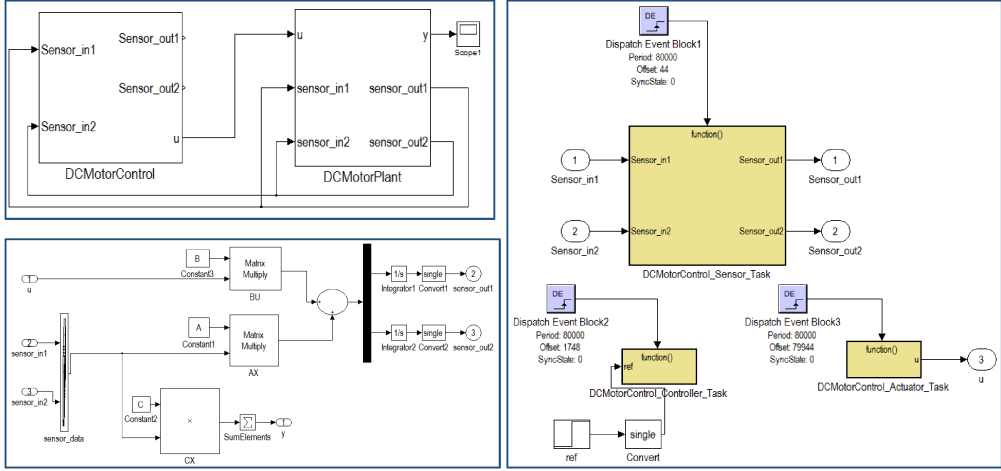 Sensor_in1
Sensor_out1
Sensor_out2
Sensor_in2
u
DCMotorControl
u
y
sensor_in1
sensor_out1
sensor_in2
sensor_out2
DCMotorPlant
Scope1
1
u
B
Constant3
Matrix
Multiply
BU
+
+
1/s
Integrator1
single
Convert1
2
sensor_out1
2
sensor_in1
A
Constant1
Matrix
Multiply
AX
1/s
Integrator2
single
Convert2
3
sensor_out2
3
sensor_in2
sensor_data
C
Constant2
×
CX
Σ
SumElements
1
y
DE
Dispatch Event Block1
Period: 80000
Offset: 44
SyncState: 0
function()
1
Sensor_in1
Sensor_in1
Sensor_out1
1
Sensor_out1
2
Sensor_in2
Sensor_in2
Sensor_out2
2
Sensor_out2
DCMotorControl_Sensor_Task
DE
Dispatch Event Block2
Period: 80000
Offset: 1748
SyncState: 0
function()
ref
DCMotorControl_Controller_Task
ref
single
Convert
DE
Dispatch Event Block3
Period: 80000
Offset: 79944
SyncState: 0
function()
u
DCMotorControl_Actuator_Task
3
u